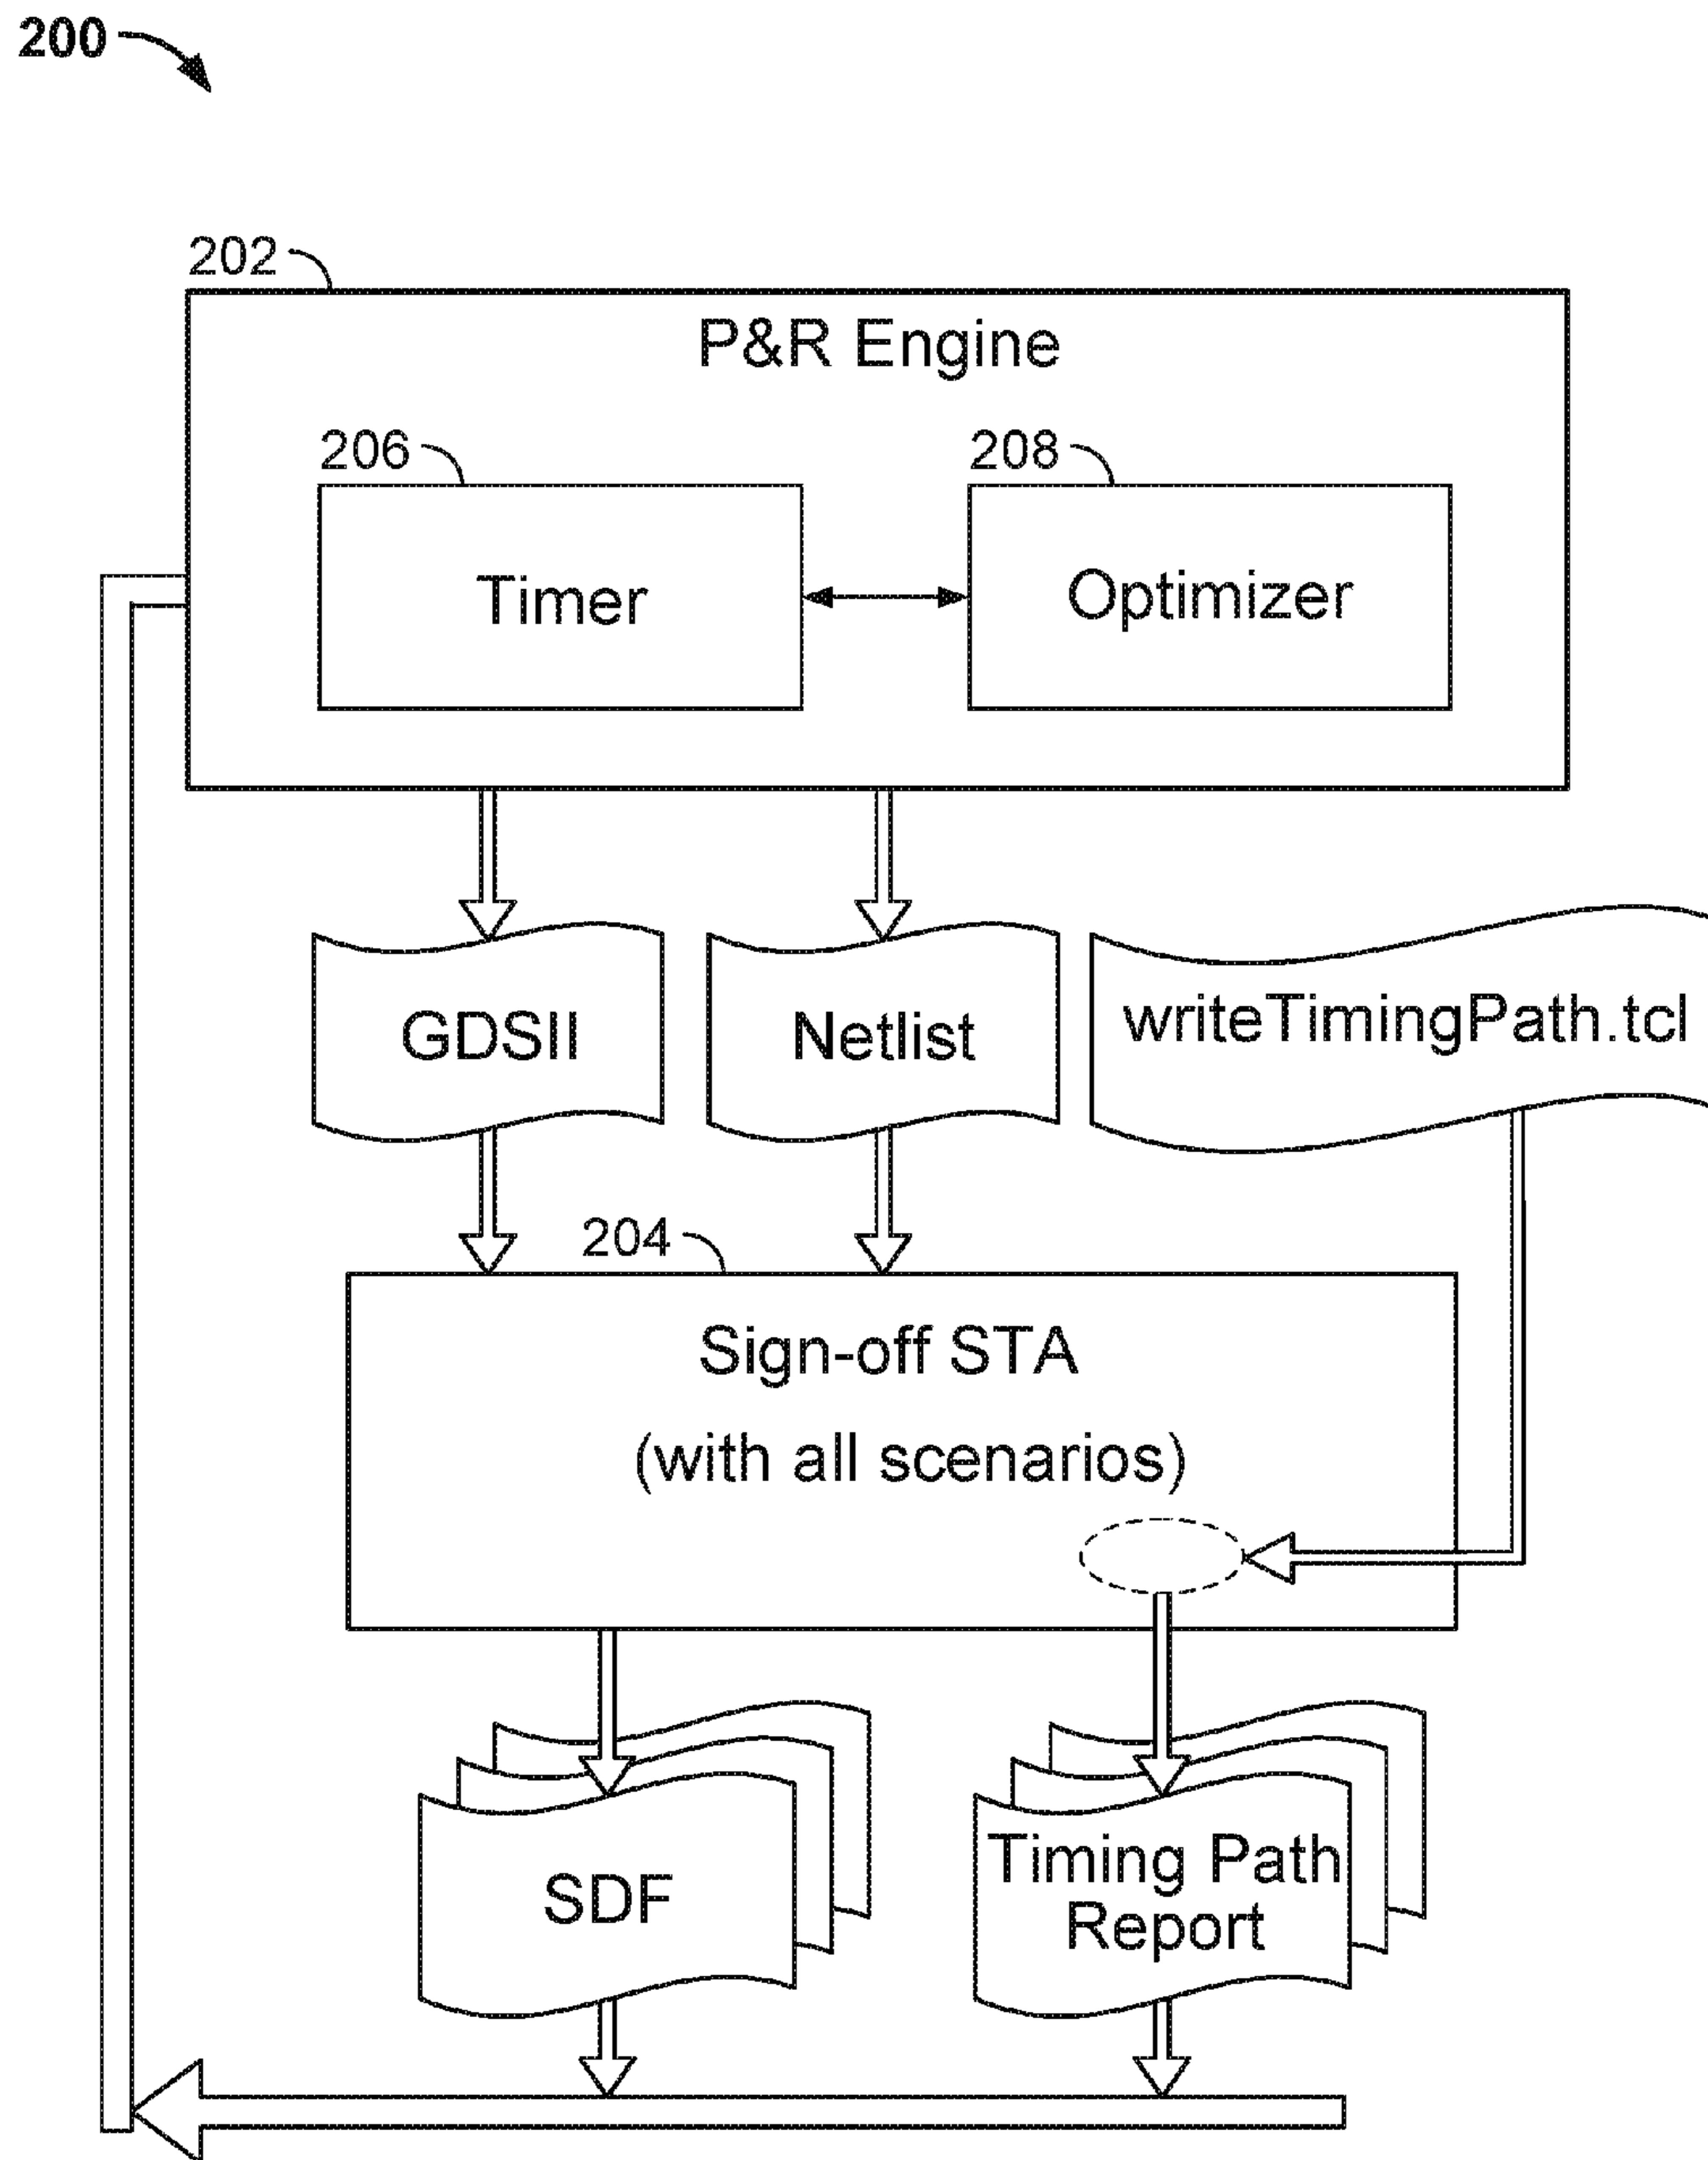 200
202
P&R Engine
206
208
Timer
Optimizer
GDSII
Netlist
writeTimingPath.tcl
204
Sign-off STA
(with all scenarios)
SDF
Timing Path
Report